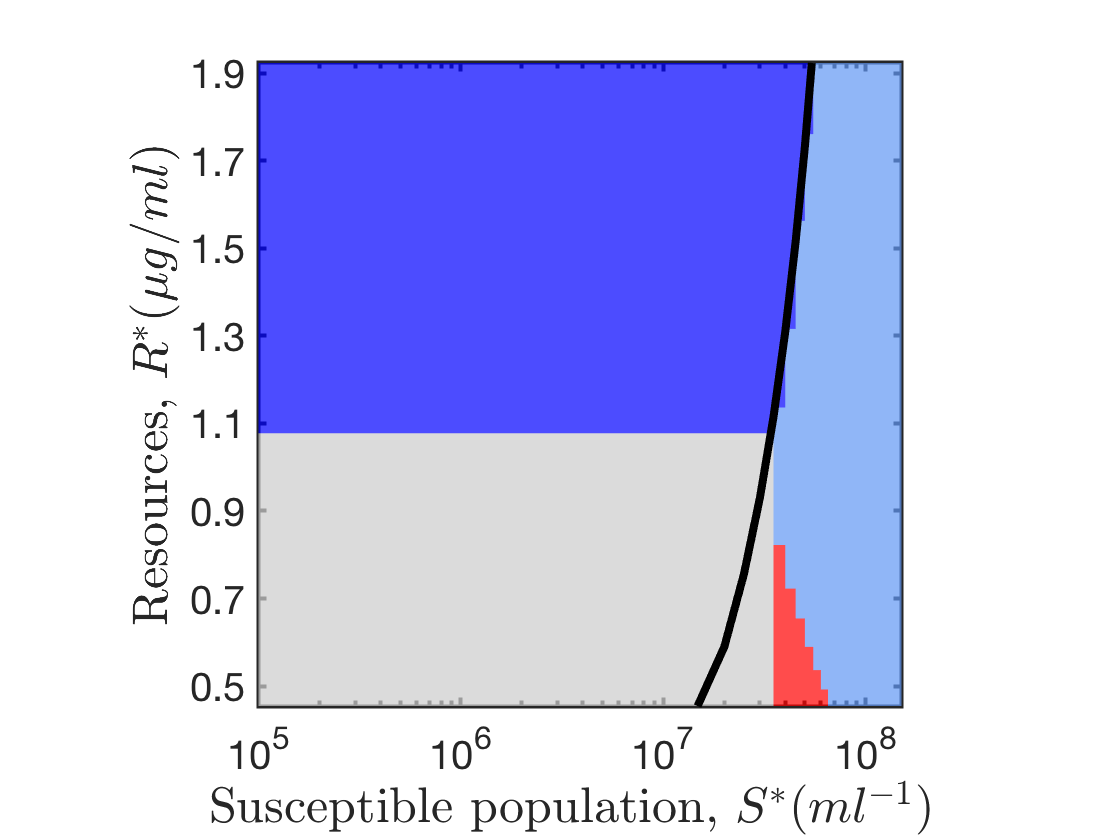 1.9
1.7
1.5
1.3
1.1
0.9
0.7
0.5
Resources, R*(μg/ml)
10^5 10^6 10^7 10^8
Susceptible population, S*(ml^{-1})